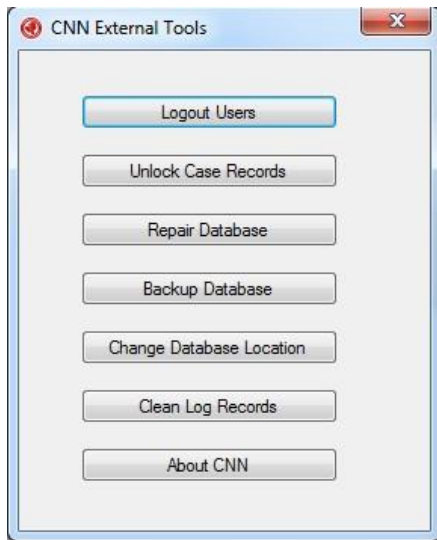 CNN External Tools
Logout Users
Unlock Case Records
Repair Database
Backup Database
Change Database Location
Clean Log Records
About CNN